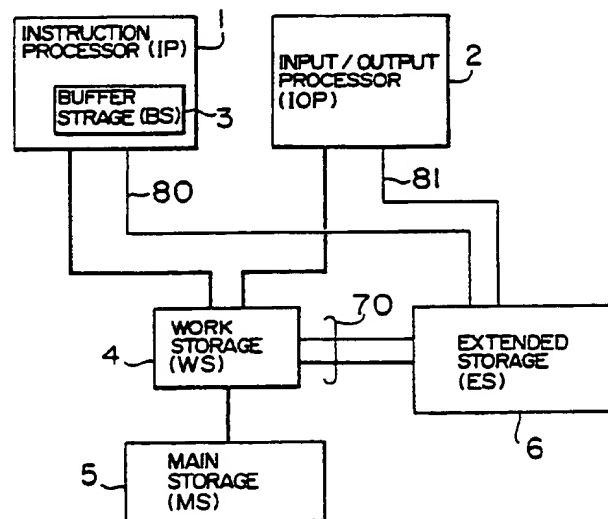 1
INSTRUCTION
PROCESSOR (IP)
BUFFER
STRAGE (BS)
3
INPUT / OUTPUT
PROCESSOR
(IOP)
2
80
81
70
WORK
STORAGE
(WS)
4
EXTENDED
STORAGE
(ES)
6
MAIN
STORAGE
(MS)
5